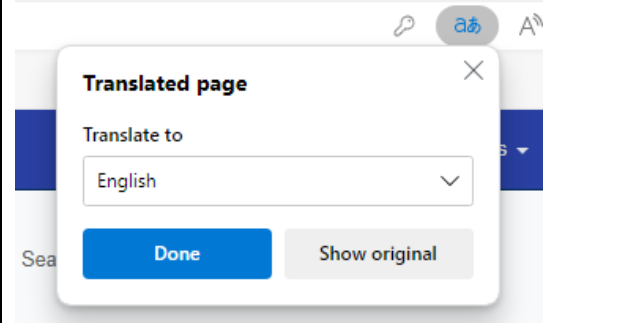 aあ
A
Translated page
Translate to
s
English
Sea
Done
Show original